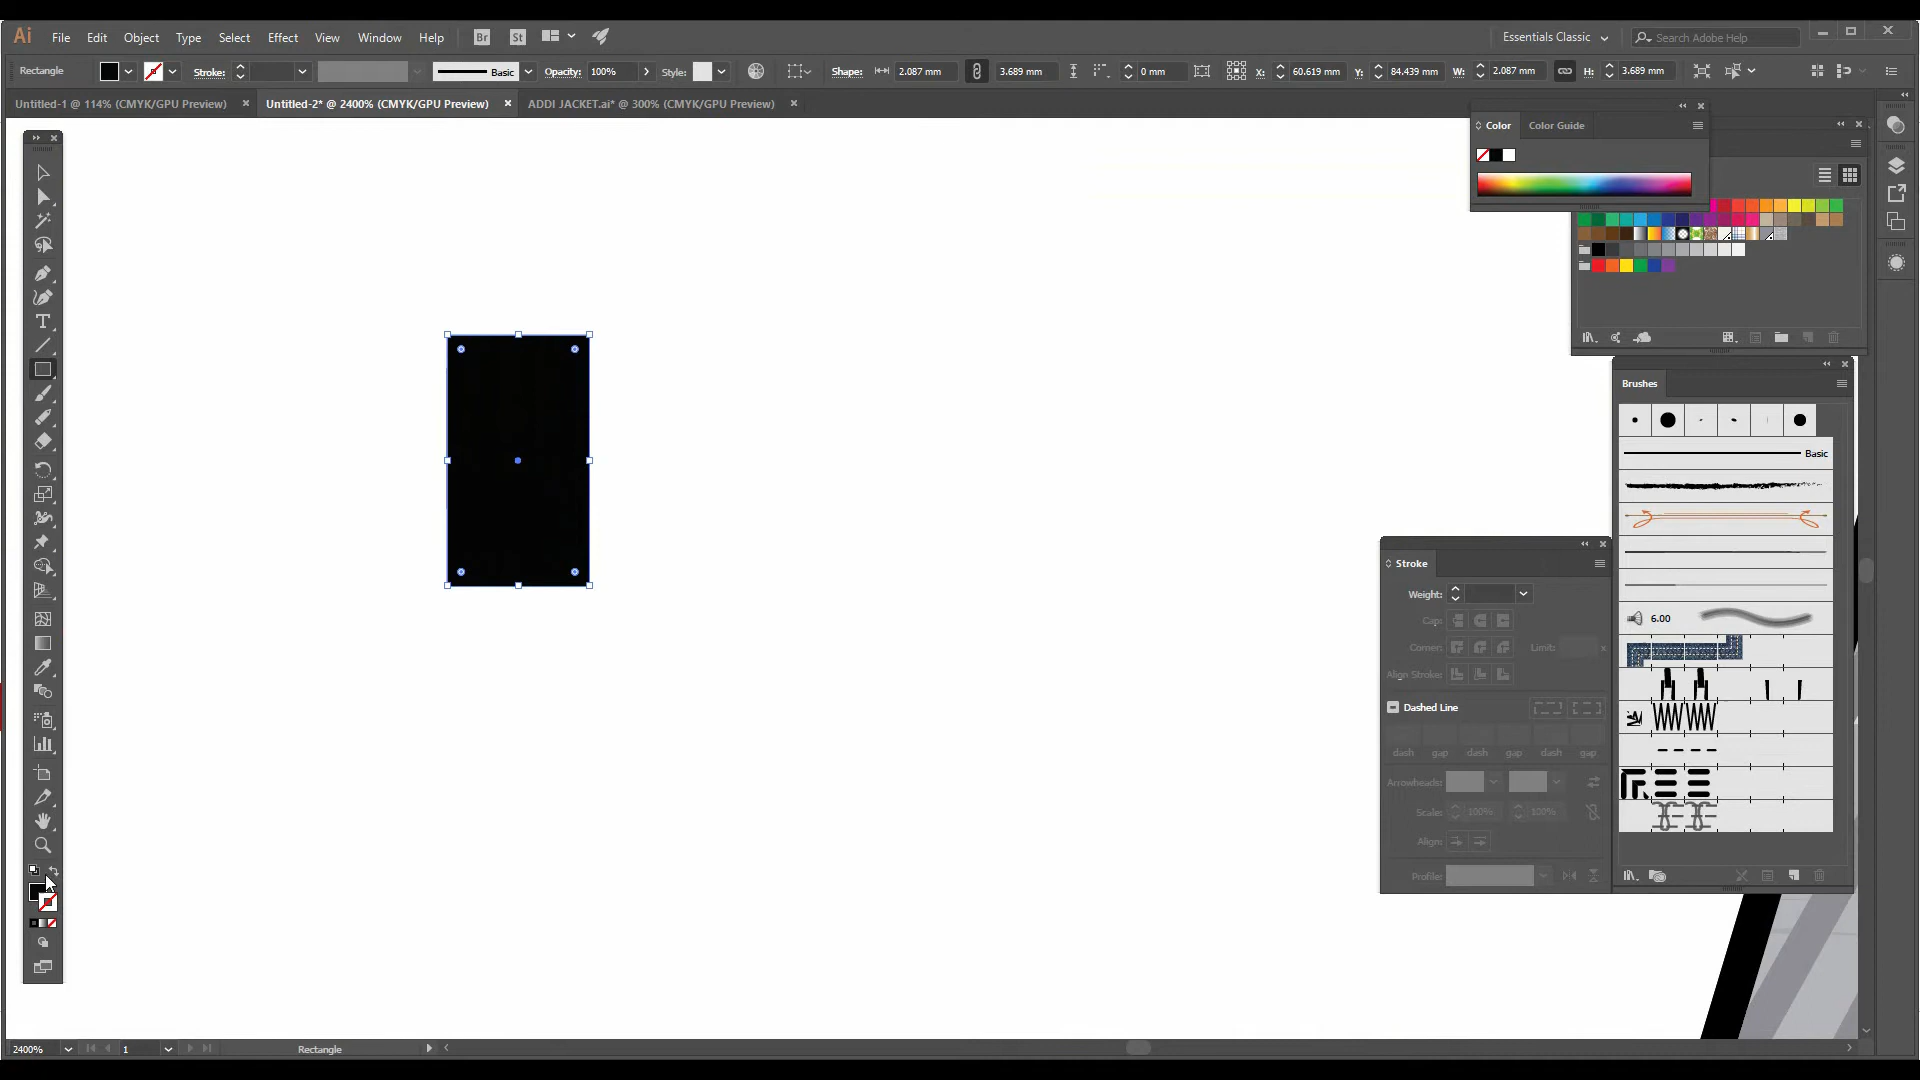 Ai File Edit Object Type Select Effect View Window Help Br St Essentials Classic Search Adobe Help
Rectangle Stroke: Basic Opacity: 100% Style: Shape: 2.087 mm 3.689 mm 0 mm X: 60.619 mm Y: 84.439 mm W: 2.087 mm H: 3.689 mm
Untitled-1 @ 114% (CMYK/GPU Preview) Untitled-2* @ 2400% (CMYK/GPU Preview) ADDI JACKET.ai* @ 300% (CMYK/GPU Preview)
Color Color Guide
Brushes
Basic
6.00
Stroke
Weight:
Cap:
Corner: Limit: x
Align Stroke:
Dashed Line
dash gap dash gap dash gap
Arrowheads:
Scale: 100% 100%
Align:
Profile:
2400% 1 Rectangle